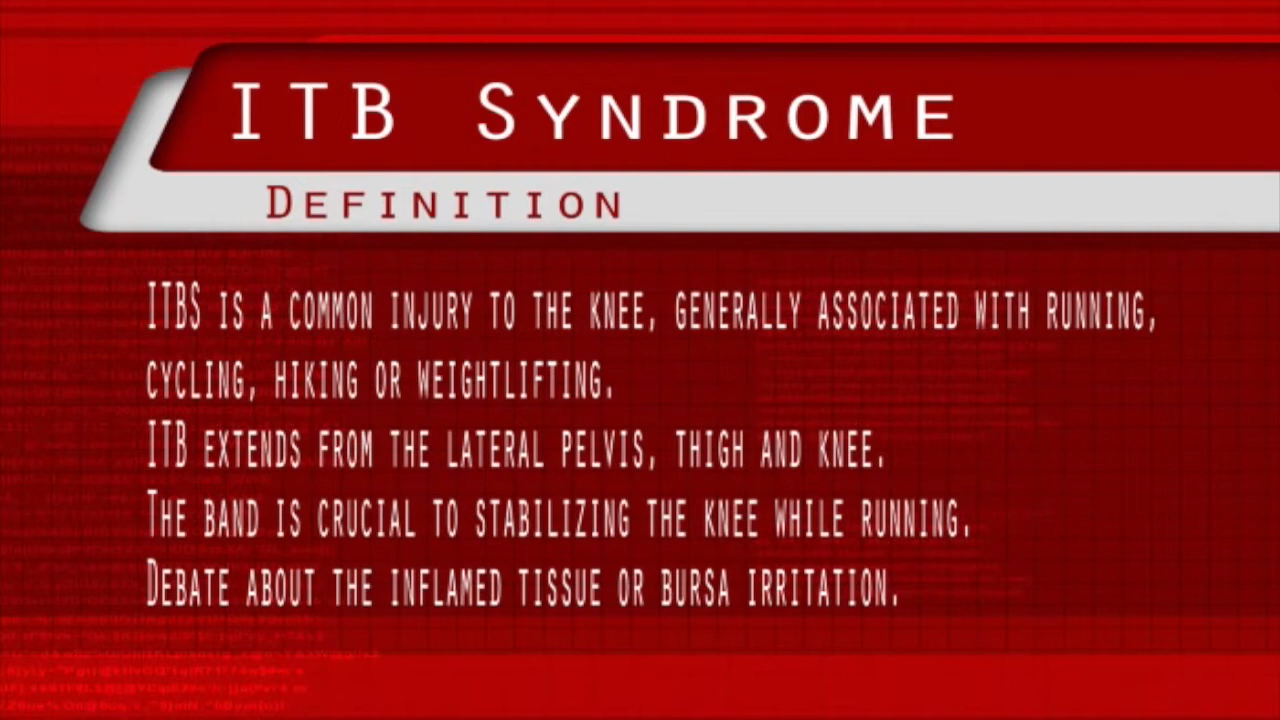 ITB Syndrome
Definition
ITBS is a common injury to the knee, generally associated with running,
cycling, hiking or weightlifting.
ITB extends from the lateral pelvis, thigh and knee.
The band is crucial to stabilizing the knee while running.
Debate about the inflamed tissue or bursa irritation.